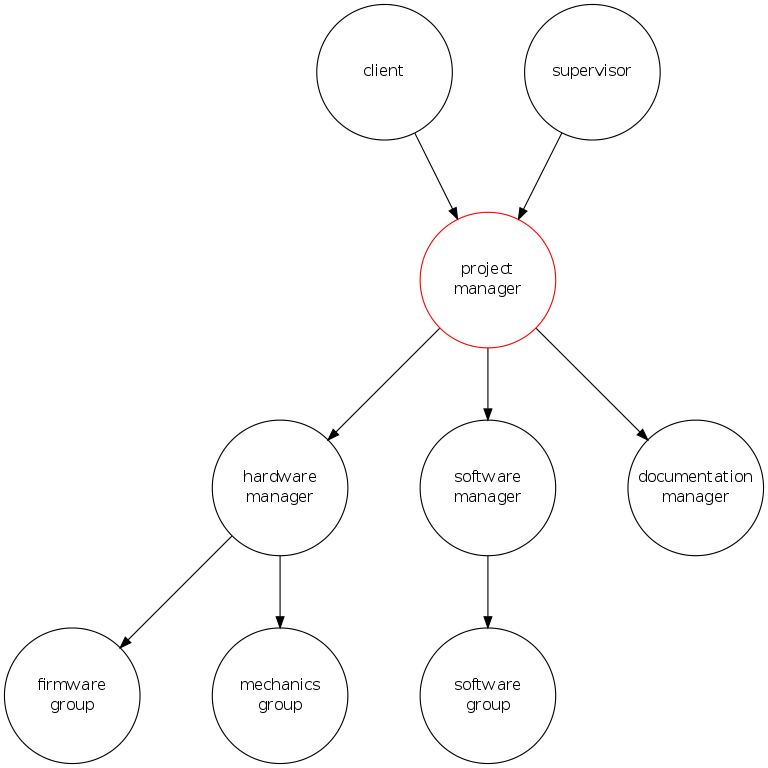 client
supervisor
project
manager
hardware
manager
software
manager
documentation
manager
firmware
group
mechanics
group
software
group